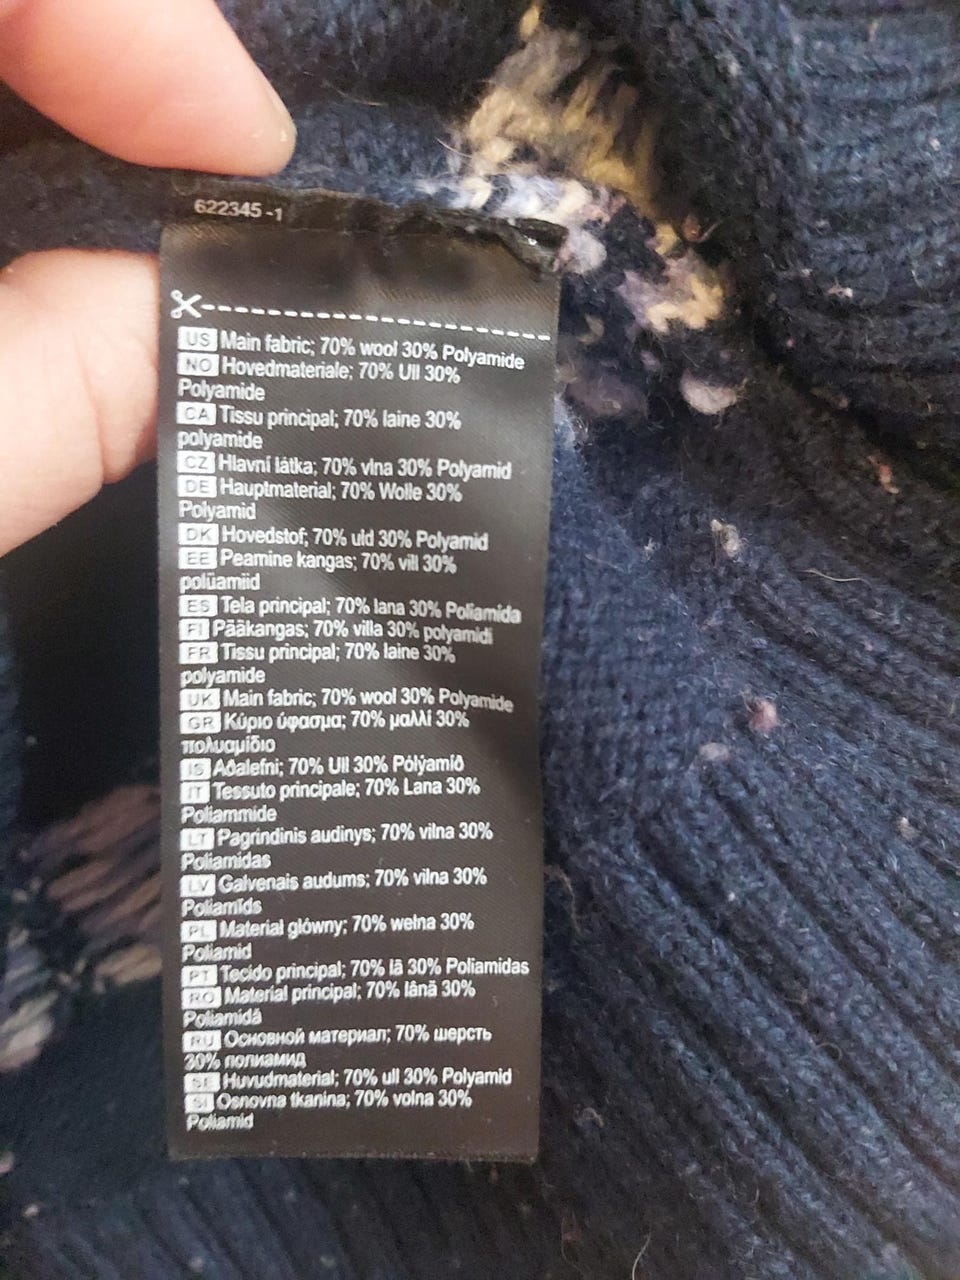 622345 -1
US Main fabric; 70% wool 30% Polyamide
NO Hovedmateriale; 70% Ull 30%
Polyamide
CA Tissu principal; 70% laine 30%
polyamide
CZ Hlavní látka; 70% vlna 30% Polyamid
DE Hauptmaterial; 70% Wolle 30%
Polyamid
DK Hovedstof; 70% uld 30% Polyamid
EE Peamine kangas; 70% vill 30%
polüamiid
ES Tela principal; 70% lana 30% Poliamida
FI Pääkangas; 70% villa 30% polyamidi
FR Tissu principal; 70% laine 30%
polyamide
UK Main fabric; 70% wool 30% Polyamide
GR Κύριο ύφασμα; 70% μαλλί 30%
πολυαμίδιο
IS Aðalefni; 70% Ull 30% Pólýamíð
IT Tessuto principale; 70% Lana 30%
Poliammide
LT Pagrindinis audinys; 70% vilna 30%
Poliamidas
LV Galvenais audums; 70% vilna 30%
Poliamīds
PL Materiał główny; 70% wełna 30%
Poliamid
PT Tecido principal; 70% lã 30% Poliamidas
RO Material principal; 70% lână 30%
Poliamidă
RU Основной материал; 70% шерсть
30% полиамид
SE Huvudmaterial; 70% ull 30% Polyamid
SI Osnovna tkanina; 70% volna 30%
Poliamid